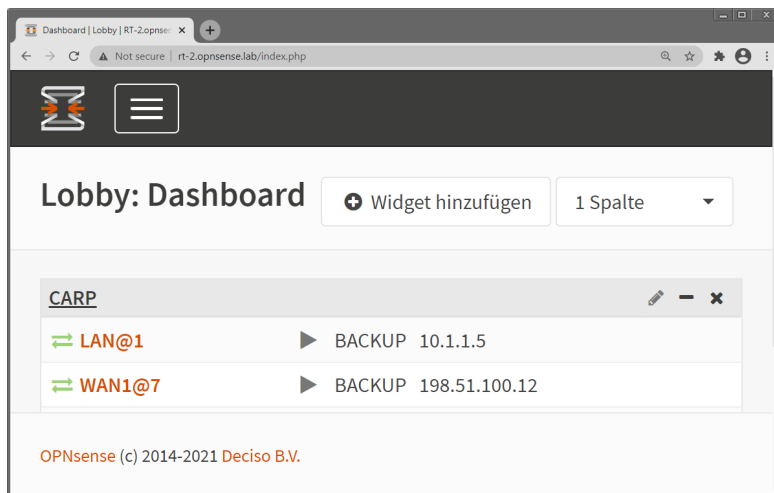 Dashboard | Lobby | RT-2.opnser
Not secure | rt-2.opnsense.lab/index.php
Lobby: Dashboard
Widget hinzufügen
1 Spalte
CARP
LAN@1 BACKUP 10.1.1.5
WAN1@7 BACKUP 198.51.100.12
OPNsense (c) 2014-2021 Deciso B.V.